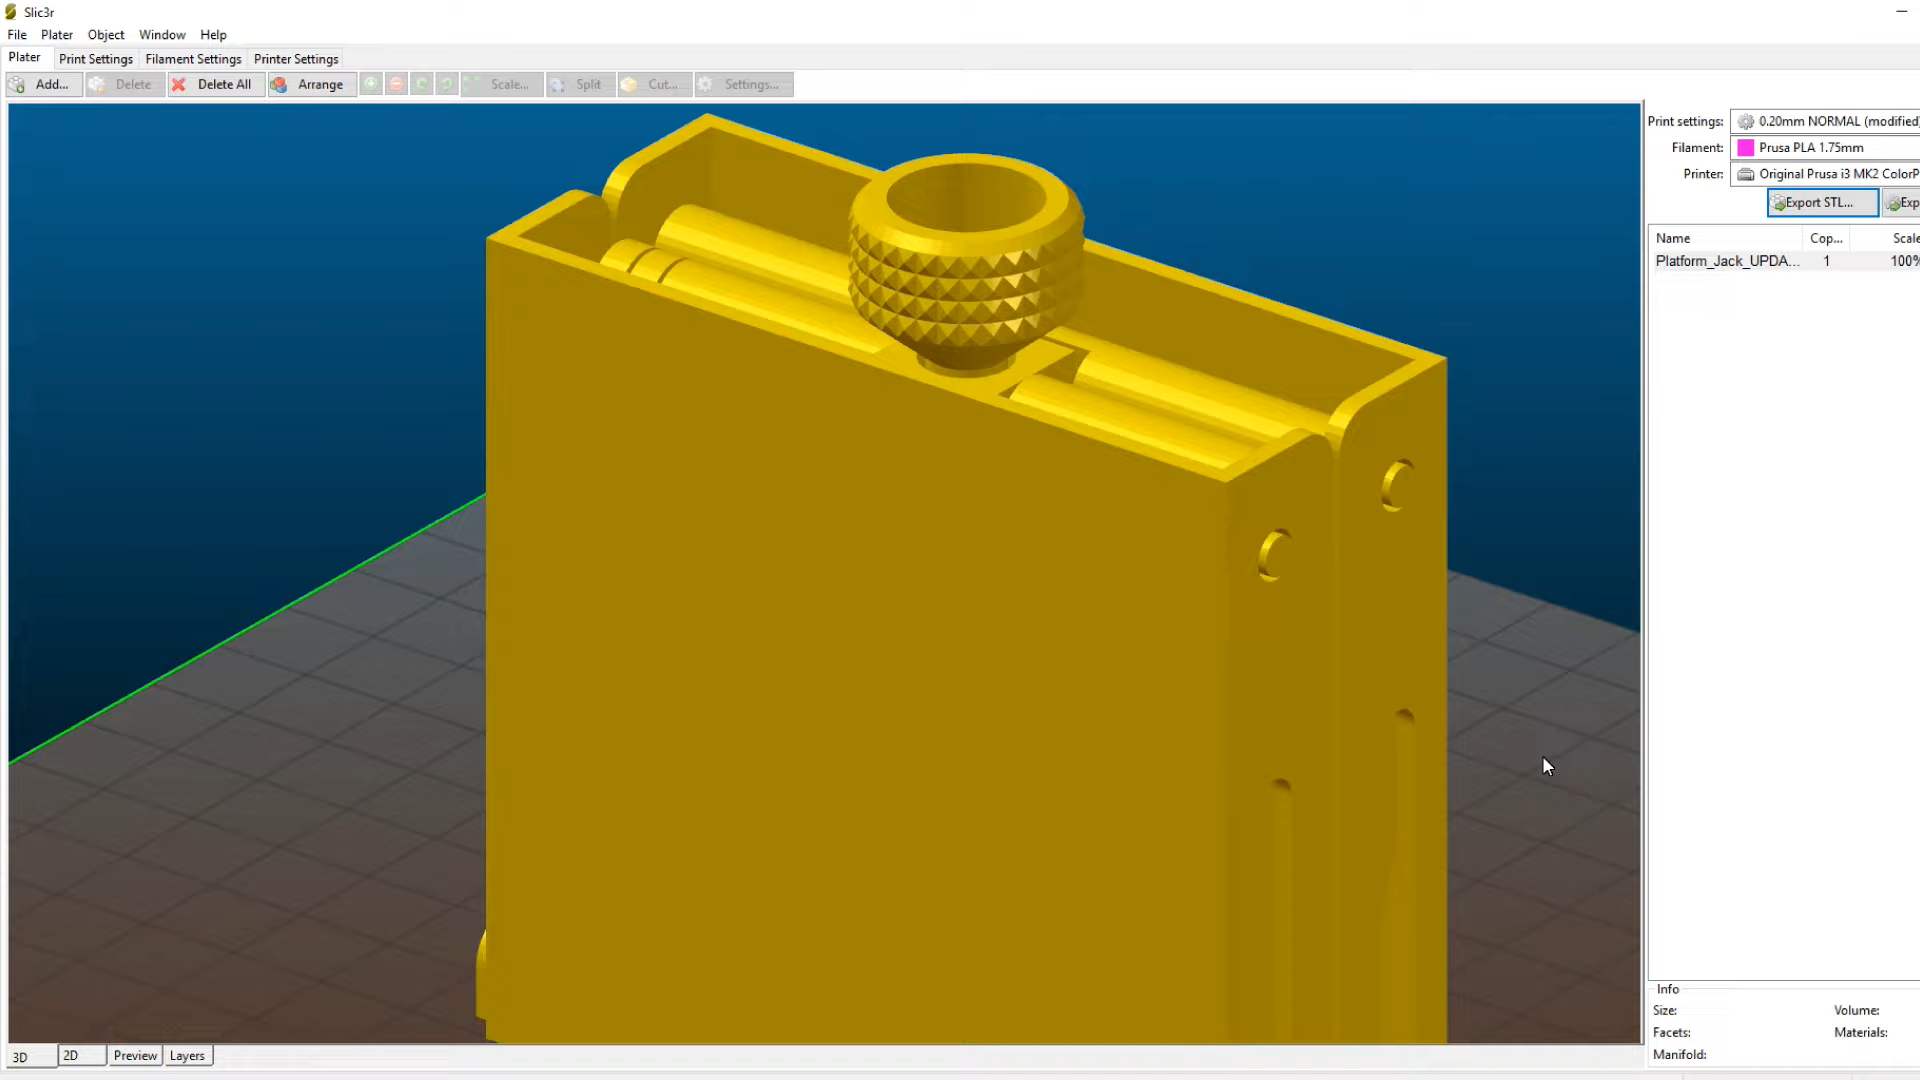 Slic3r
File Plater Object Window Help
Plater Print Settings Filament Settings Printer Settings
Add... Delete Delete All Arrange Scale... Split Cut... Settings...
Print settings: 0.20mm NORMAL (modified)
Filament: Prusa PLA 1.75mm
Printer: Original Prusa i3 MK2 ColorP
Export STL... Exp
Name Cop... Scale
Platform_Jack_UPDA... 1 100%
Info
Size: Volume:
Facets: Materials:
Manifold:
3D 2D Preview Layers